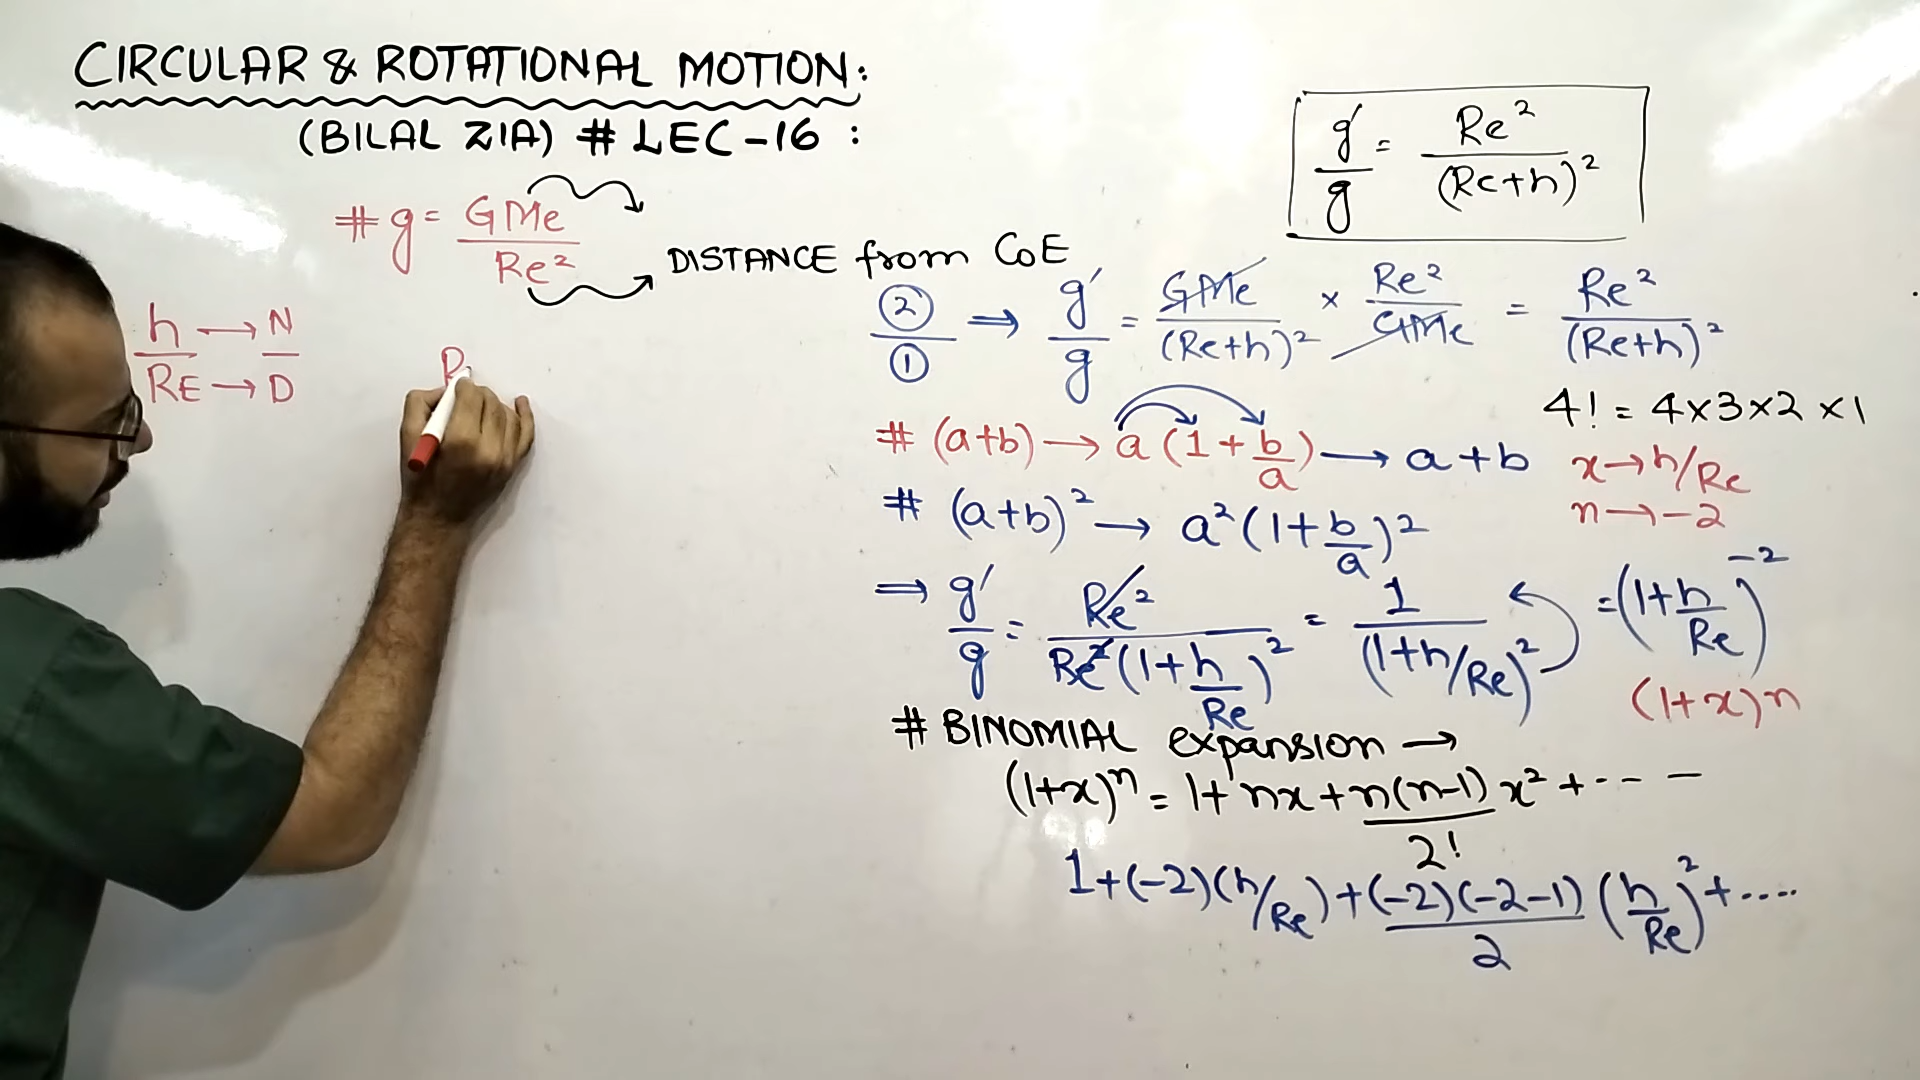 CIRCULAR & ROTATIONAL MOTION:
(BILAL ZIA) # LEC-16 :
# g = GMe / Re²
DISTANCE from CoE
h → N
RE → D
R
g'/g = Re² / (Re+h)²
②/① ⇒ g'/g = GMe / (Re+h)² × Re² / GMe = Re² / (Re+h)²
4! = 4×3×2×1
# (a+b) → a(1+b/a) → a+b
x → h/Re
n → -2
# (a+b)² → a²(1+b/a)²
⇒ g'/g = Re² / Re²(1+h/Re)² = 1 / (1+h/Re)² = (1+h/Re)⁻²
(1+x)n
# BINOMIAL expansion →
(1+x)ⁿ = 1+nx+n(n-1)/2! x²+.....
1+(-2)(h/Re)+(-2)(-2-1)/2 (h/Re)²+....